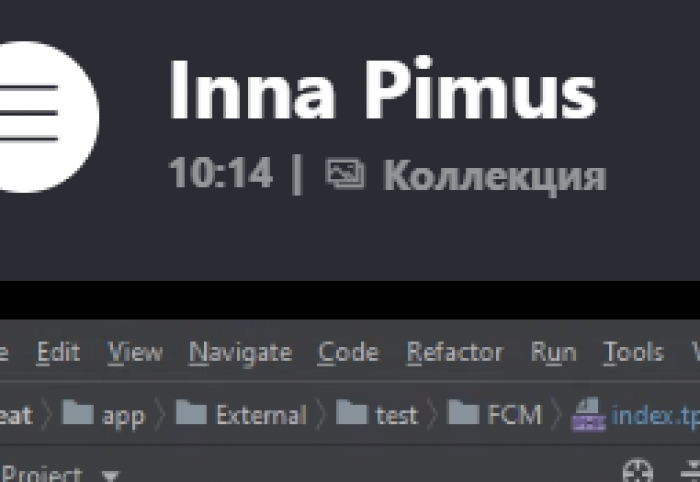 Inna Pimus
10:14 | Коллекция
Edit View Navigate Code Refactor Run Tools
app External test FCM index.tp
Project